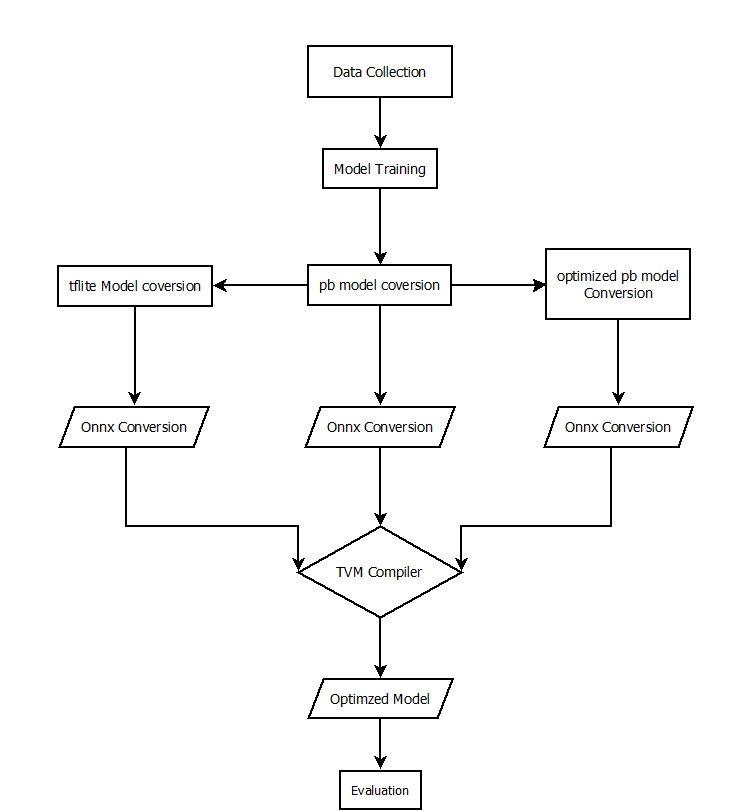 Data Collection
Model Training
tflite Model coversion
pb model coversion
optimized pb model
Conversion
Onnx Conversion
Onnx Conversion
Onnx Conversion
TVM Compiler
Optimzed Model
Evaluation